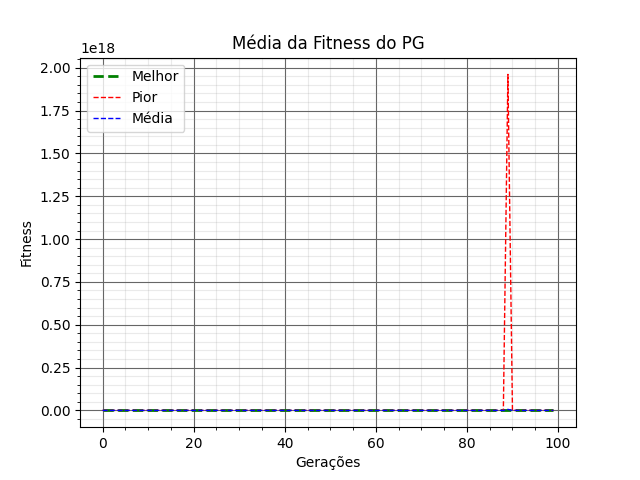 Média da Fitness do PG
1e18
Melhor
Pior
Média
2.00
1.75
1.50
1.25
1.00
0.75
0.50
0.25
0.00
Fitness
0 20 40 60 80 100
Gerações